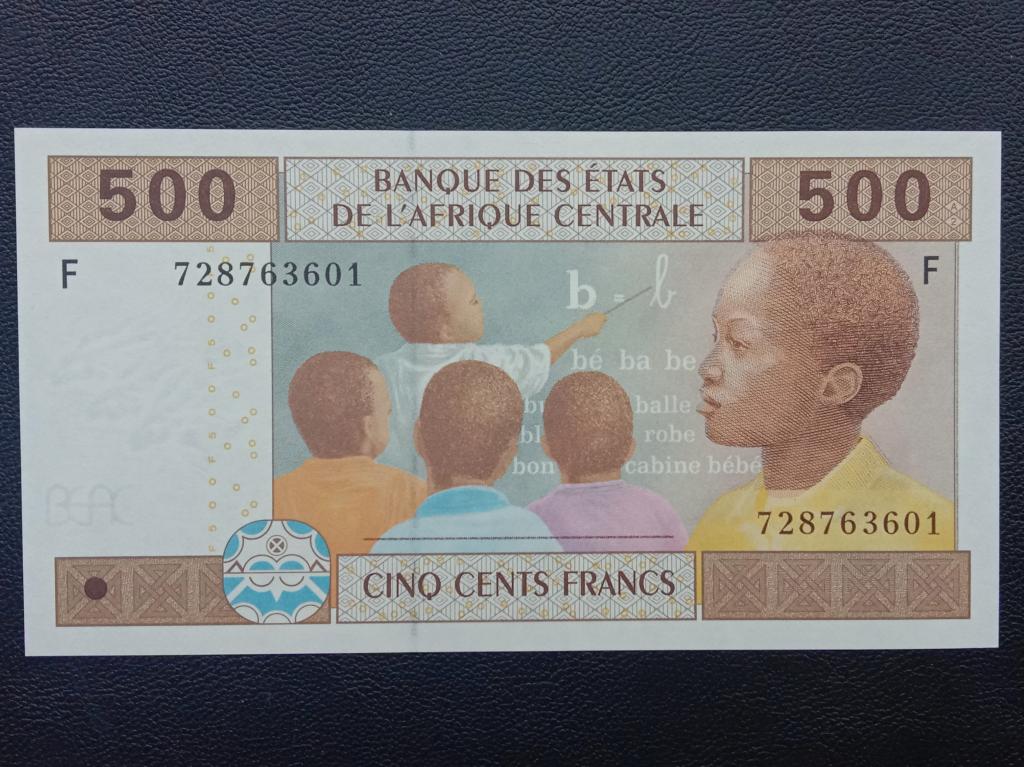 500
BANQUE DES ÉTATS
DE L'AFRIQUE CENTRALE
500
F
728763601
F
b = b
bé ba be
balle
robe
bon cabine bébé
BEAC
728763601
CINQ CENTS FRANCS